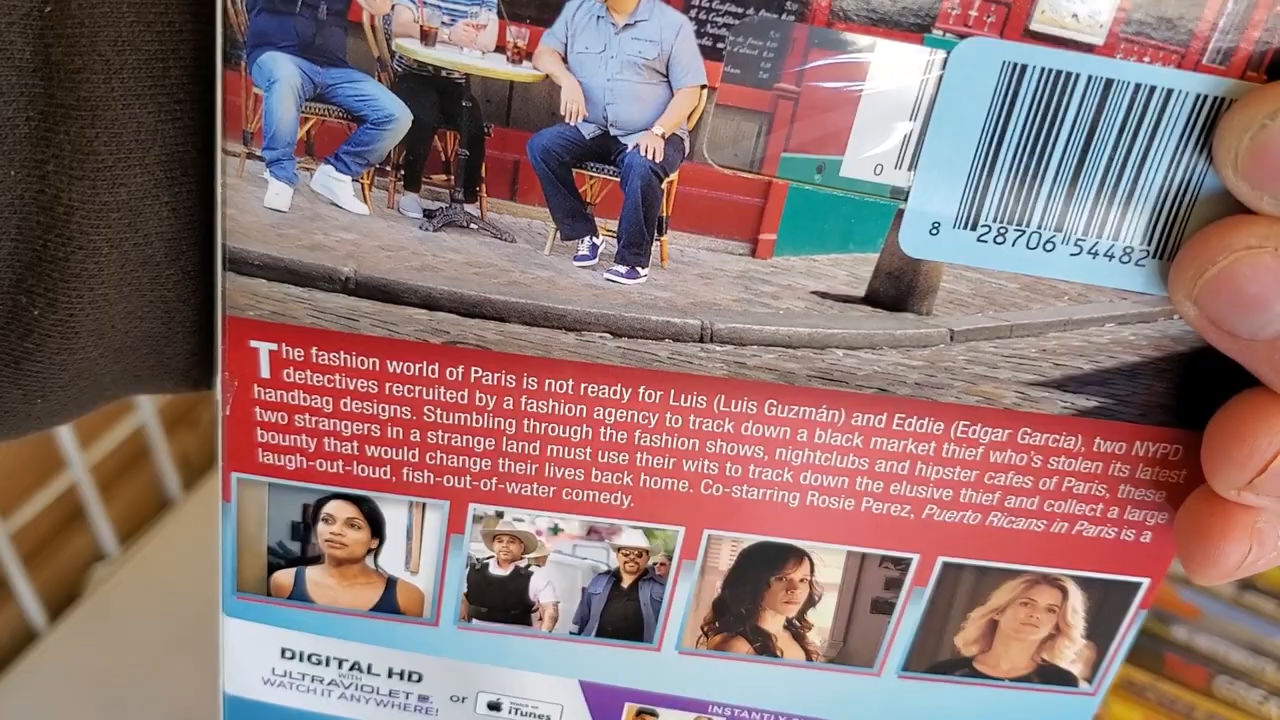 à la Confiture
0
8 28706 54482
The fashion world of Paris is not ready for Luis (Luis Guzmán) and Eddie (Edgar Garcia), two NYPD
detectives recruited by a fashion agency to track down a black market thief who's stolen its latest
handbag designs. Stumbling through the fashion shows, nightclubs and hipster cafes of Paris, these
two strangers in a strange land must use their wits to track down the elusive thief and collect a large
bounty that would change their lives back home. Co-starring Rosie Perez, Puerto Ricans in Paris is a
laugh-out-loud, fish-out-of-water comedy.
DIGITAL HD
WITH
ULTRAVIOLET
WATCH IT ANYWHERE!
or
Watch on
iTunes
INSTANTLY